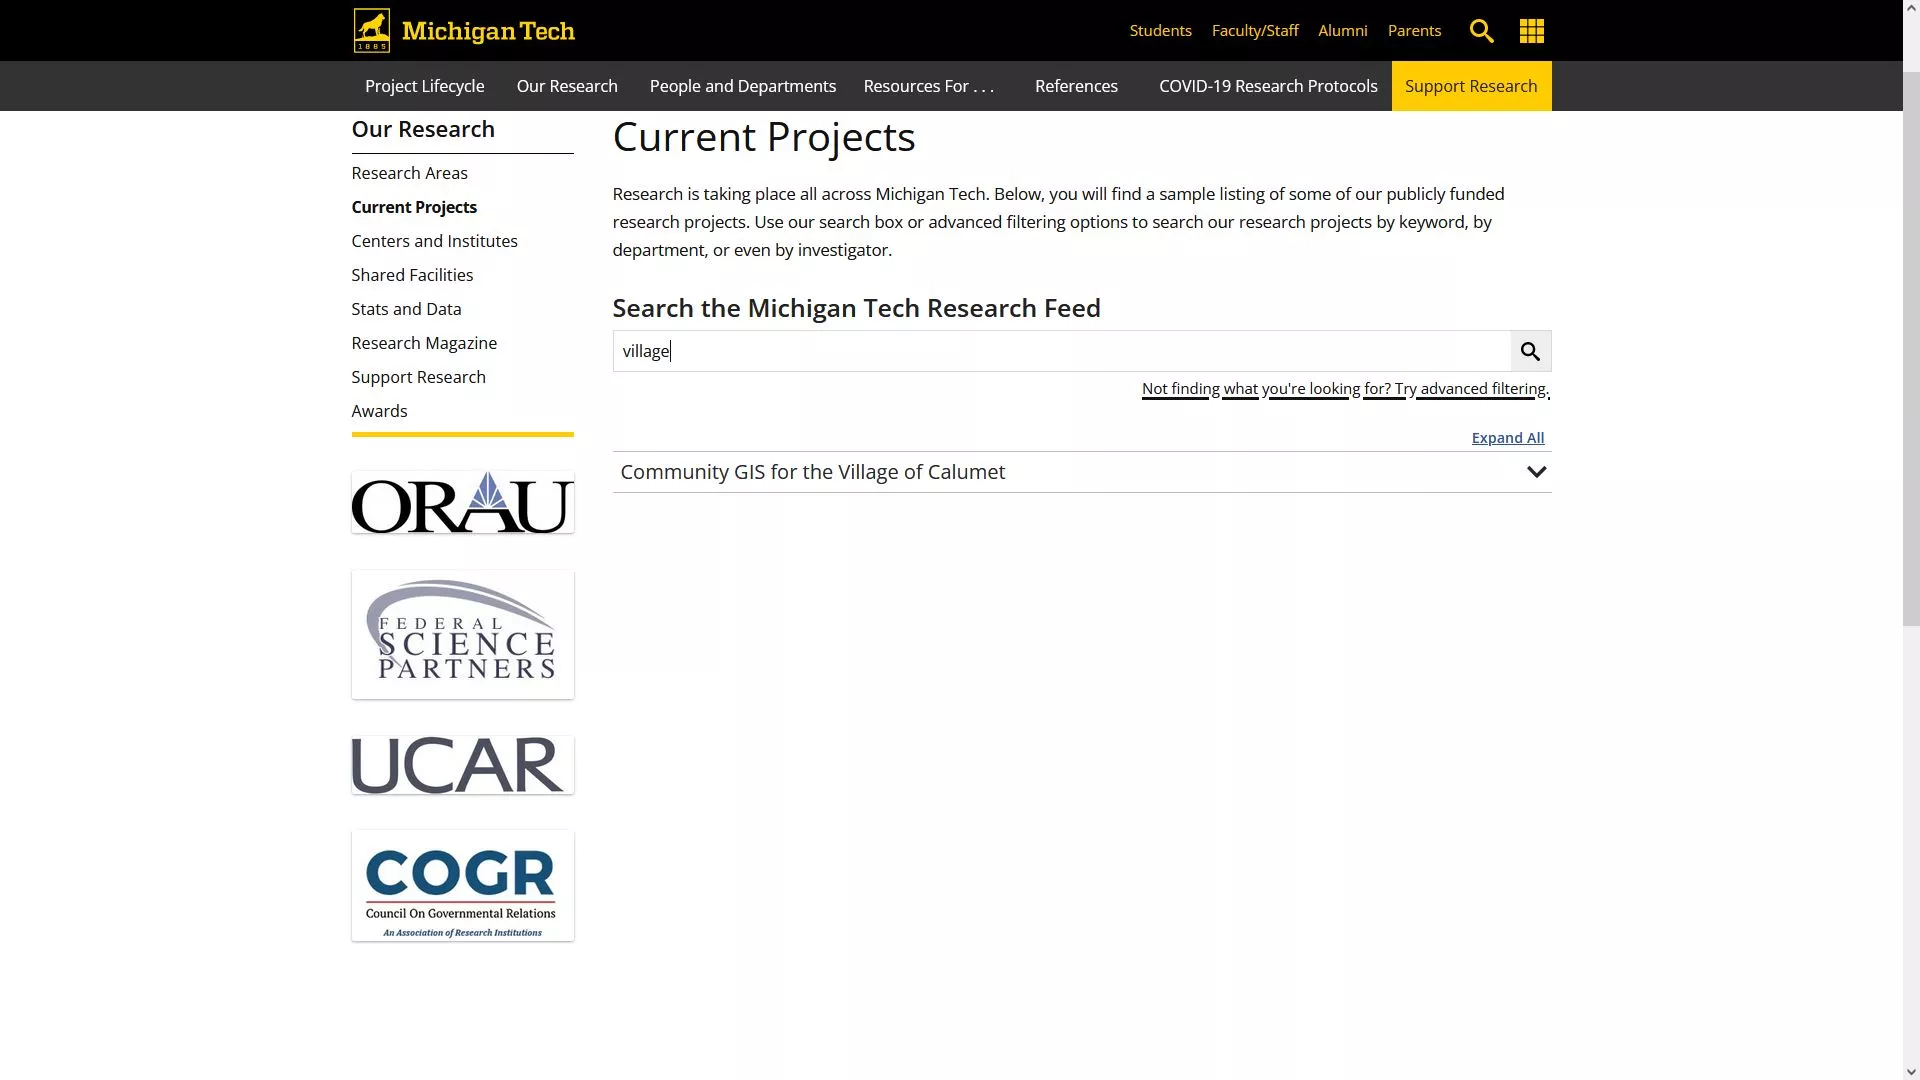 1885
Michigan Tech
Students Faculty/Staff Alumni Parents
Project Lifecycle Our Research People and Departments Resources For . . . References COVID-19 Research Protocols Support Research
Our Research
Research Areas
Current Projects
Centers and Institutes
Shared Facilities
Stats and Data
Research Magazine
Support Research
Awards
ORAU
FEDERAL
SCIENCE
PARTNERS
UCAR
COGR
Council On Governmental Relations
An Association of Research Institutions
Current Projects
Research is taking place all across Michigan Tech. Below, you will find a sample listing of some of our publicly funded
research projects. Use our search box or advanced filtering options to search our research projects by keyword, by
department, or even by investigator.
Search the Michigan Tech Research Feed
village
Not finding what you're looking for? Try advanced filtering.
Expand All
Community GIS for the Village of Calumet